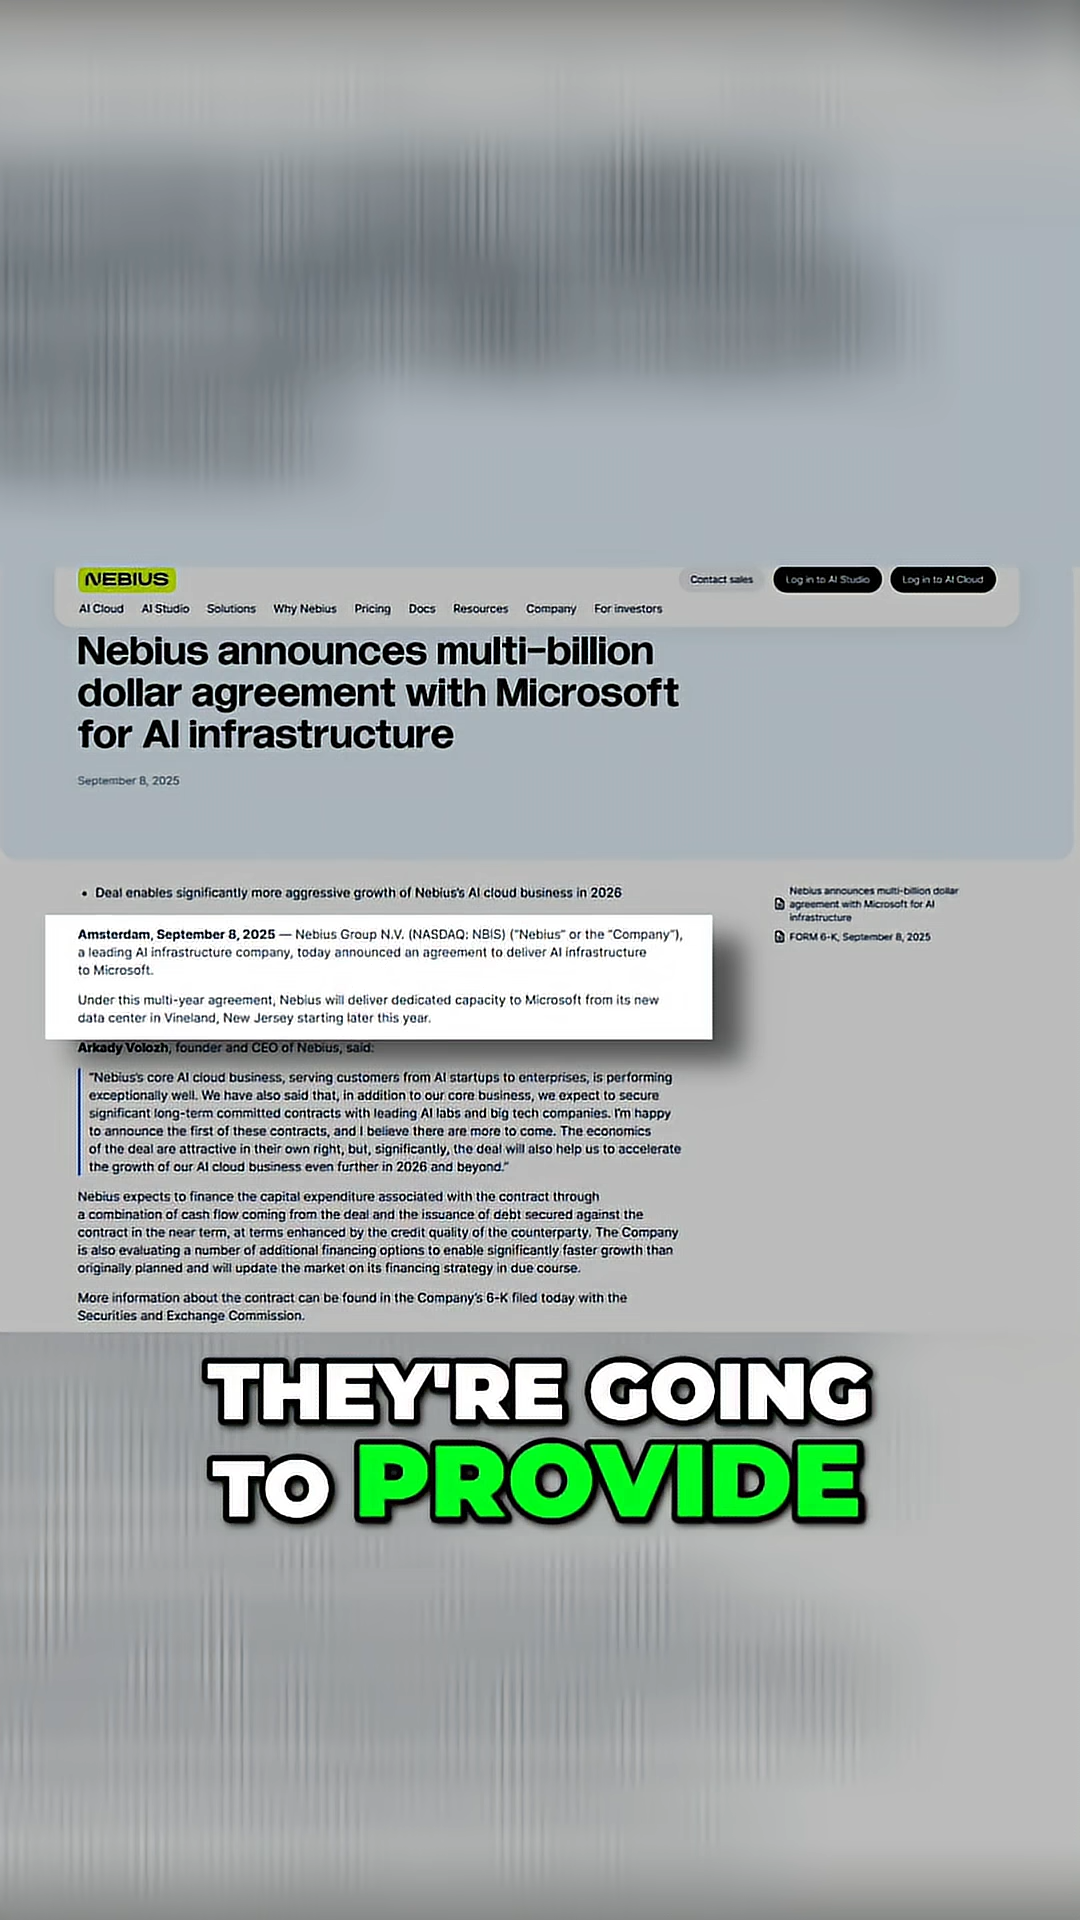 NEBIUS
Contact sales
Log in to AI Studio
Log in to AI Cloud
AI Cloud AI Studio Solutions Why Nebius Pricing Docs Resources Company For investors
Nebius announces multi-billion
dollar agreement with Microsoft
for AI infrastructure
September 8, 2025
• Deal enables significantly more aggressive growth of Nebius's AI cloud business in 2026
Nebius announces multi-billion dollar
agreement with Microsoft for AI
infrastructure
FORM 6-K, September 8, 2025
Amsterdam, September 8, 2025 — Nebius Group N.V. (NASDAQ: NBIS) ("Nebius" or the "Company"),
a leading AI infrastructure company, today announced an agreement to deliver AI infrastructure
to Microsoft.
Under this multi-year agreement, Nebius will deliver dedicated capacity to Microsoft from its new
data center in Vineland, New Jersey starting later this year.
Arkady Volozh, founder and CEO of Nebius, said:
"Nebius's core AI cloud business, serving customers from AI startups to enterprises, is performing
exceptionally well. We have also said that, in addition to our core business, we expect to secure
significant long-term committed contracts with leading AI labs and big tech companies. I'm happy
to announce the first of these contracts, and I believe there are more to come. The economics
of the deal are attractive in their own right, but, significantly, the deal will also help us to accelerate
the growth of our AI cloud business even further in 2026 and beyond."
Nebius expects to finance the capital expenditure associated with the contract through
a combination of cash flow coming from the deal and the issuance of debt secured against the
contract in the near term, at terms enhanced by the credit quality of the counterparty. The Company
is also evaluating a number of additional financing options to enable significantly faster growth than
originally planned and will update the market on its financing strategy in due course.
More information about the contract can be found in the Company's 6-K filed today with the
Securities and Exchange Commission.
THEY'RE GOING
TO PROVIDE